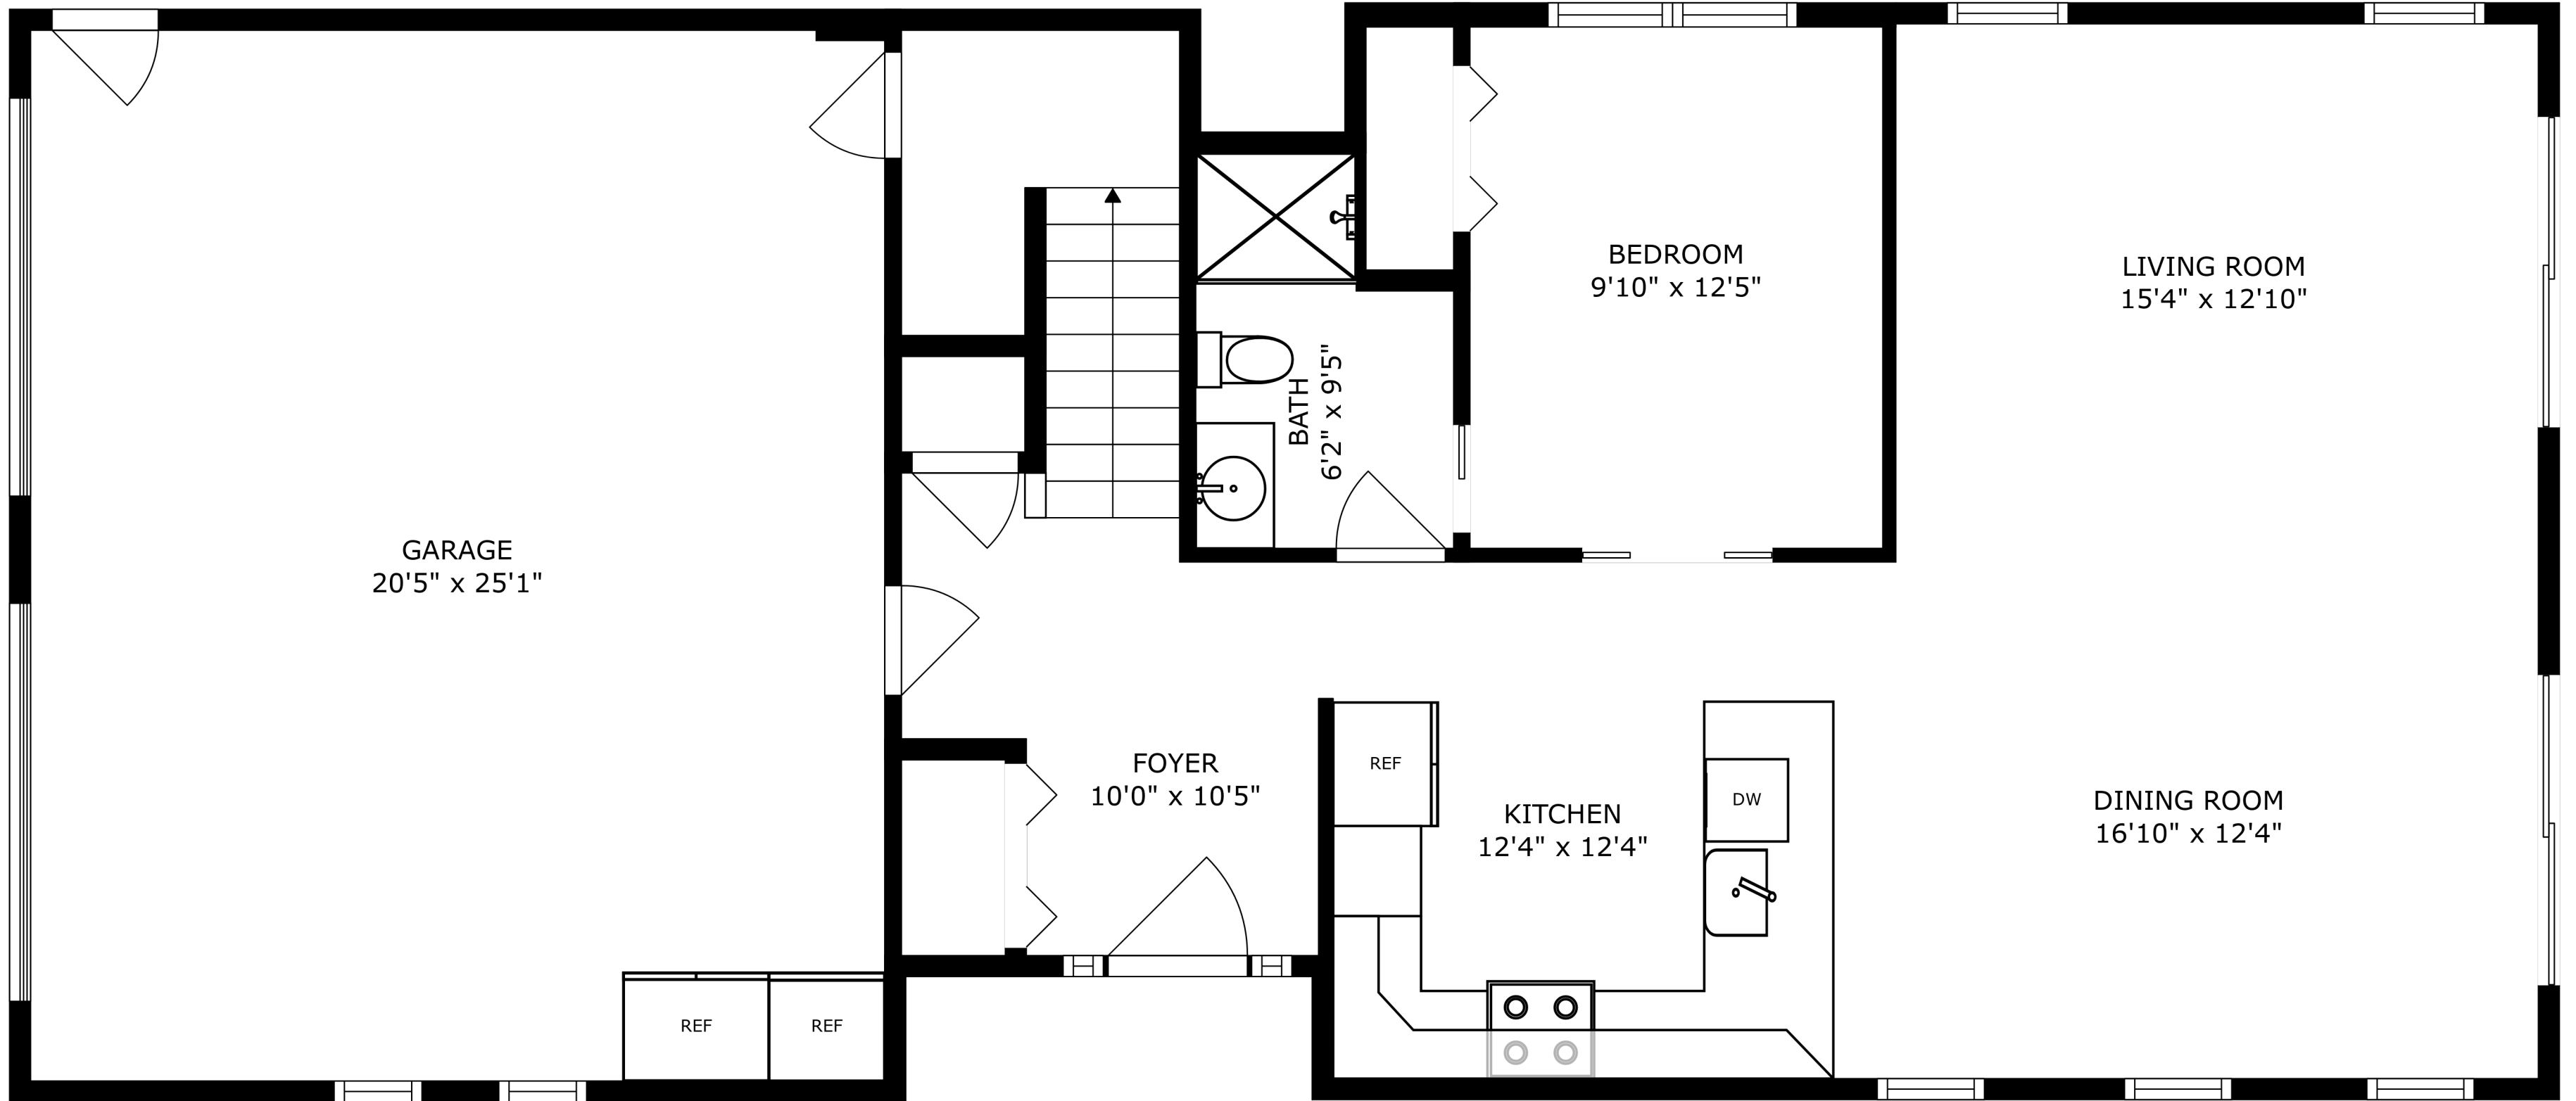 GARAGE
20'5" x 25'1"
REF
REF
FOYER
10'0" x 10'5"
BATH
6'2" x 9'5"
BEDROOM
9'10" x 12'5"
LIVING ROOM
15'4" x 12'10"
REF
KITCHEN
12'4" x 12'4"
DW
DINING ROOM
16'10" x 12'4"